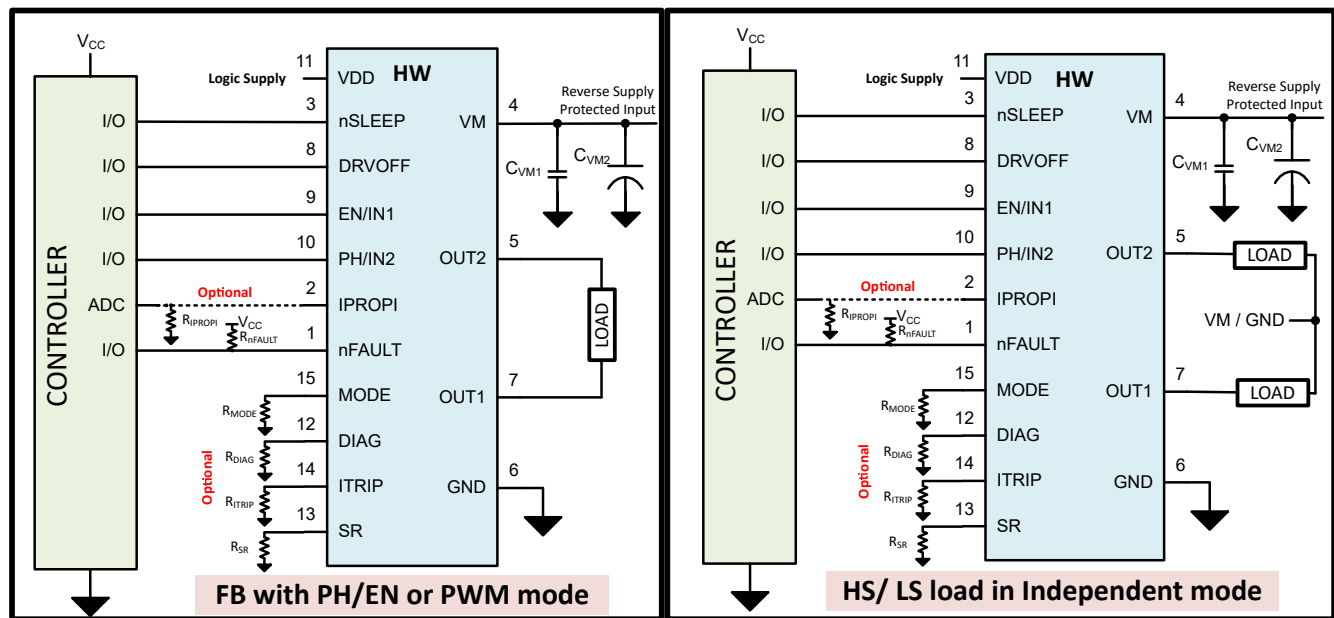 VCC
CONTROLLER
I/O
I/O
I/O
I/O
ADC
I/O
Logic Supply
11
3
8
9
10
2
1
15
12
14
13
Optional
RIPROPI
VCC
RnFAULT
RMODE
RDIAG
RITRIP
RSR
Optional
HW
VDD
nSLEEP
DRVOFF
EN/IN1
PH/IN2
IPROPI
nFAULT
MODE
DIAG
ITRIP
SR
VM
OUT2
OUT1
GND
4
5
7
6
Reverse Supply
Protected Input
CVM1
CVM2
LOAD
FB with PH/EN or PWM mode
VCC
CONTROLLER
I/O
I/O
I/O
I/O
ADC
I/O
Logic Supply
11
3
8
9
10
2
1
15
12
14
13
Optional
RIPROPI
VCC
RnFAULT
RMODE
RDIAG
RITRIP
RSR
Optional
HW
VDD
nSLEEP
DRVOFF
EN/IN1
PH/IN2
IPROPI
nFAULT
MODE
DIAG
ITRIP
SR
VM
OUT2
OUT1
GND
4
5
7
6
Reverse Supply
Protected Input
CVM1
CVM2
LOAD
VM / GND
LOAD
HS/ LS load in Independent mode